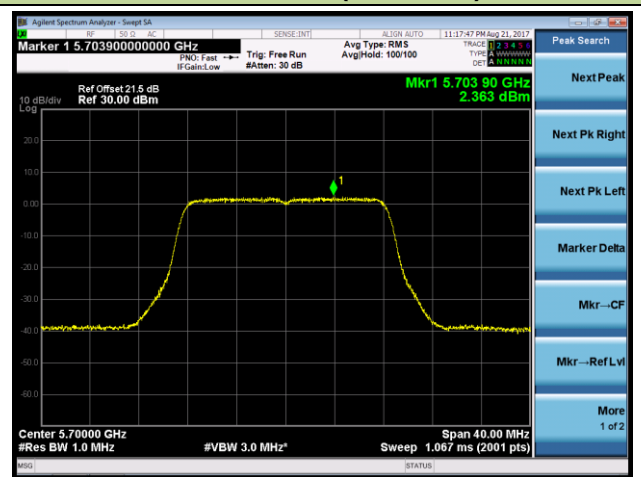 Agilent Spectrum Analyzer - Swept SA
RF 50 Ω AC SENSE:INT ALIGN AUTO 11:17:47 PM Aug 21, 2017
Marker 1 5.703900000000 GHz
PNO: Fast
IFGain:Low
Trig: Free Run
#Atten: 30 dB
Avg Type: RMS
Avg|Hold: 100/100
TRACE 1 2 3 4 5 6
TYPE A WWWWW
DET A N N N N N
Peak Search
Ref Offset 21.5 dB
10 dB/div Ref 30.00 dBm
Log
Mkr1 5.703 90 GHz
2.363 dBm
20.0
10.0
0.00
-10.0
-20.0
-30.0
-40.0
-50.0
-60.0
1
Next Peak
Next Pk Right
Next Pk Left
Marker Delta
Mkr→CF
Mkr→Ref Lvl
More
1 of 2
Center 5.70000 GHz Span 40.00 MHz
#Res BW 1.0 MHz #VBW 3.0 MHz* Sweep 1.067 ms (2001 pts)
MSG STATUS